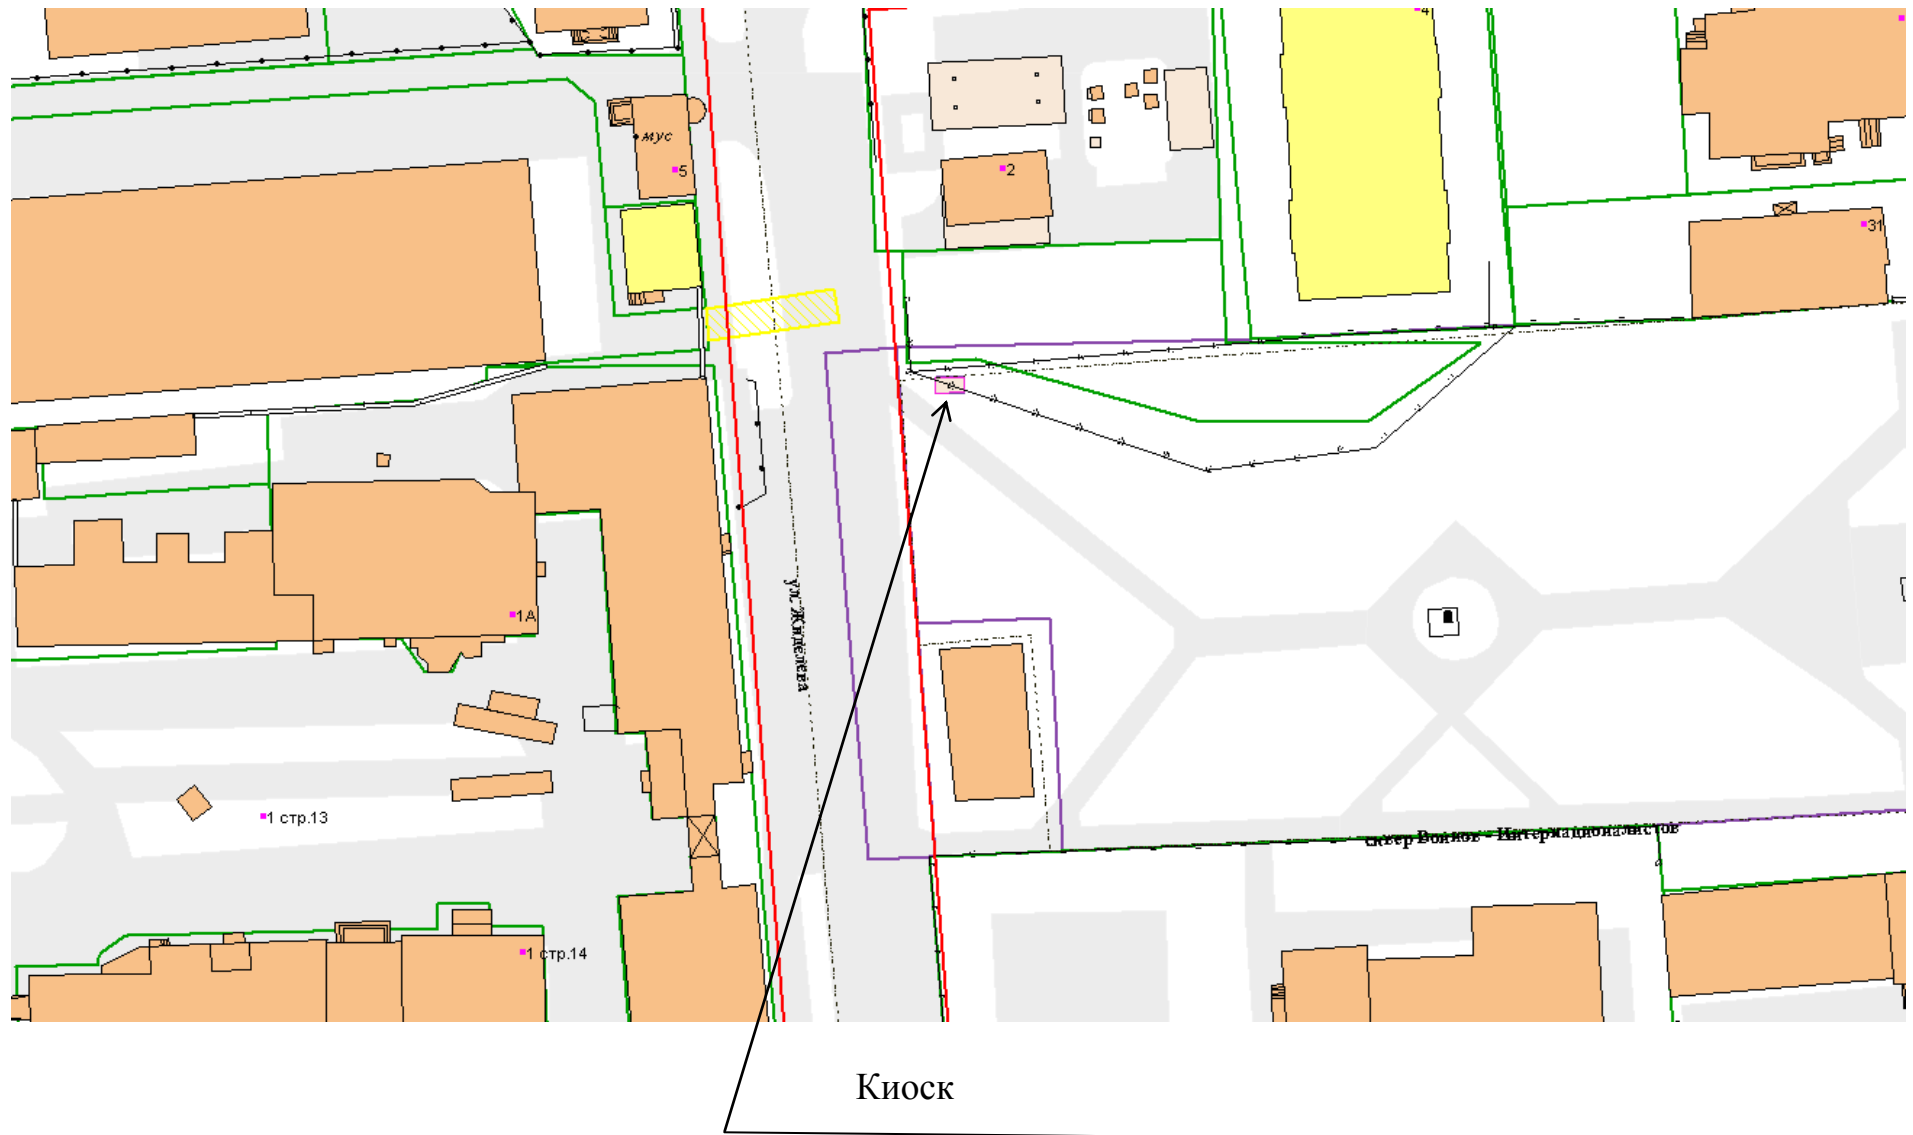 4
мус
5
2
31
ул. Жиделева
1А
1 стр.13
сквер Воинов - Интернационалистов
1 стр.14
Киоск